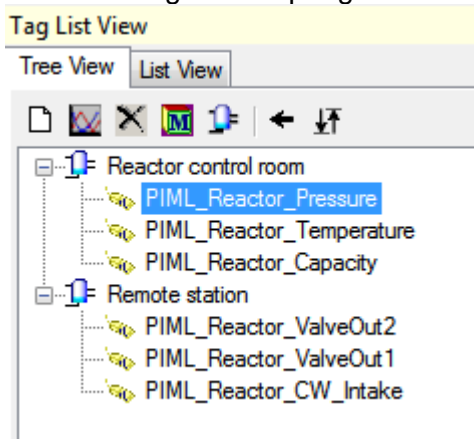 Tag List View
Tree View List View
M
Reactor control room
PIML_Reactor_Pressure
PIML_Reactor_Temperature
PIML_Reactor_Capacity
Remote station
PIML_Reactor_ValveOut2
PIML_Reactor_ValveOut1
PIML_Reactor_CW_Intake